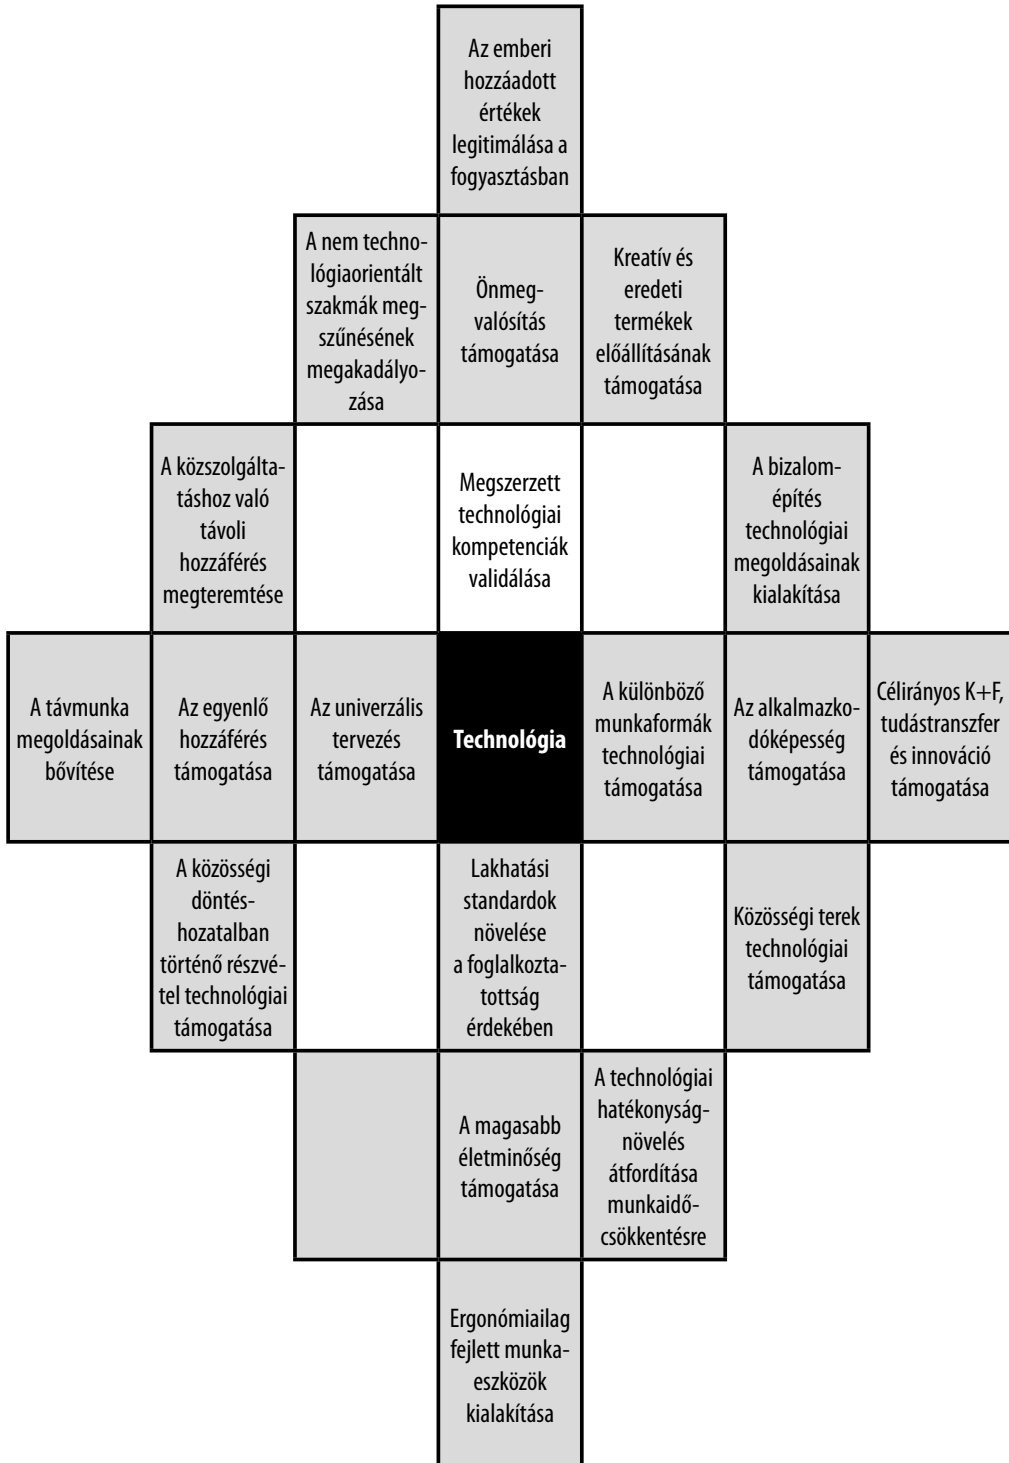 Az emberi
hozzáadott
értékek
legitimálása a
fogyasztásban
A nem techno-
lógiaorientált
szakmák meg-
szűnésének
megakadályo-
zása
Önmeg-
valósítás
támogatása
Kreatív és
eredeti
termékek
előállításának
támogatása
A közszolgálta-
táshoz való
távoli
hozzáférés
megteremtése
Megszerzett
technológiai
kompetenciák
validálása
A bizalom-
építés
technológiai
megoldásainak
kialakítása
A távmunka
megoldásainak
bővítése
Az egyenlő
hozzáférés
támogatása
Az univerzális
tervezés
támogatása
Technológia
A különböző
munkaformák
technológiai
támogatása
Az alkalmazko-
dóképesség
támogatása
Célirányos K+F,
tudástranszfer
és innováció
támogatása
A közösségi
döntés-
hozatalban
történő részvé-
tel technológiai
támogatása
Lakhatási
standardok
növelése
a foglalkozta-
tottság
érdekében
Közösségi terek
technológiai
támogatása
A magasabb
életminőség
támogatása
A technológiai
hatékonyság-
növelés
átfordítása
munkaidő-
csökkentésre
Ergonómiailag
fejlett munka-
eszközök
kialakítása